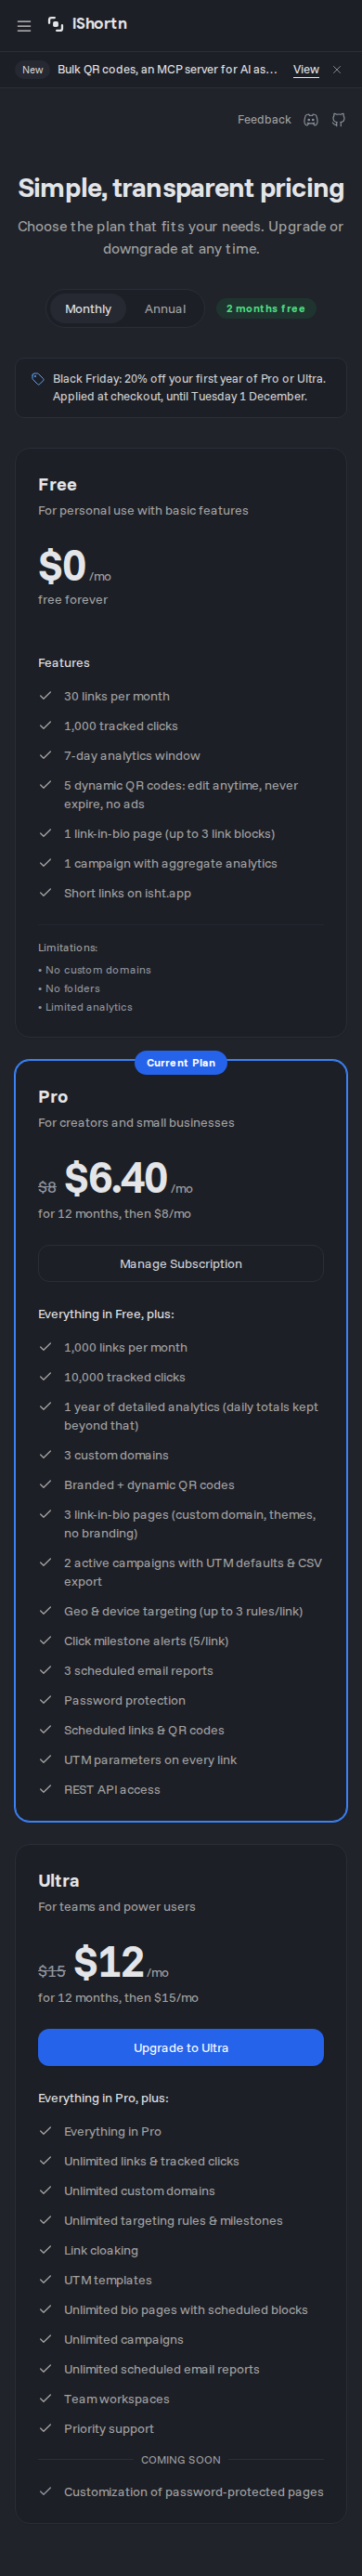 IShortn
New Bulk QR codes, an MCP server for AI as... View
Feedback
Simple, transparent pricing
Choose the plan that fits your needs. Upgrade or
downgrade at any time.
Monthly Annual 2 months free
Black Friday: 20% off your first year of Pro or Ultra.
Applied at checkout, until Tuesday 1 December.
Free
For personal use with basic features
$0 /mo
free forever
Features
30 links per month
1,000 tracked clicks
7-day analytics window
5 dynamic QR codes: edit anytime, never
expire, no ads
1 link-in-bio page (up to 3 link blocks)
1 campaign with aggregate analytics
Short links on isht.app
Limitations:
• No custom domains
• No folders
• Limited analytics
Current Plan
Pro
For creators and small businesses
$8 $6.40 /mo
for 12 months, then $8/mo
Manage Subscription
Everything in Free, plus:
1,000 links per month
10,000 tracked clicks
1 year of detailed analytics (daily totals kept
beyond that)
3 custom domains
Branded + dynamic QR codes
3 link-in-bio pages (custom domain, themes,
no branding)
2 active campaigns with UTM defaults & CSV
export
Geo & device targeting (up to 3 rules/link)
Click milestone alerts (5/link)
3 scheduled email reports
Password protection
Scheduled links & QR codes
UTM parameters on every link
REST API access
Ultra
For teams and power users
$15 $12 /mo
for 12 months, then $15/mo
Upgrade to Ultra
Everything in Pro, plus:
Everything in Pro
Unlimited links & tracked clicks
Unlimited custom domains
Unlimited targeting rules & milestones
Link cloaking
UTM templates
Unlimited bio pages with scheduled blocks
Unlimited campaigns
Unlimited scheduled email reports
Team workspaces
Priority support
COMING SOON
Customization of password-protected pages